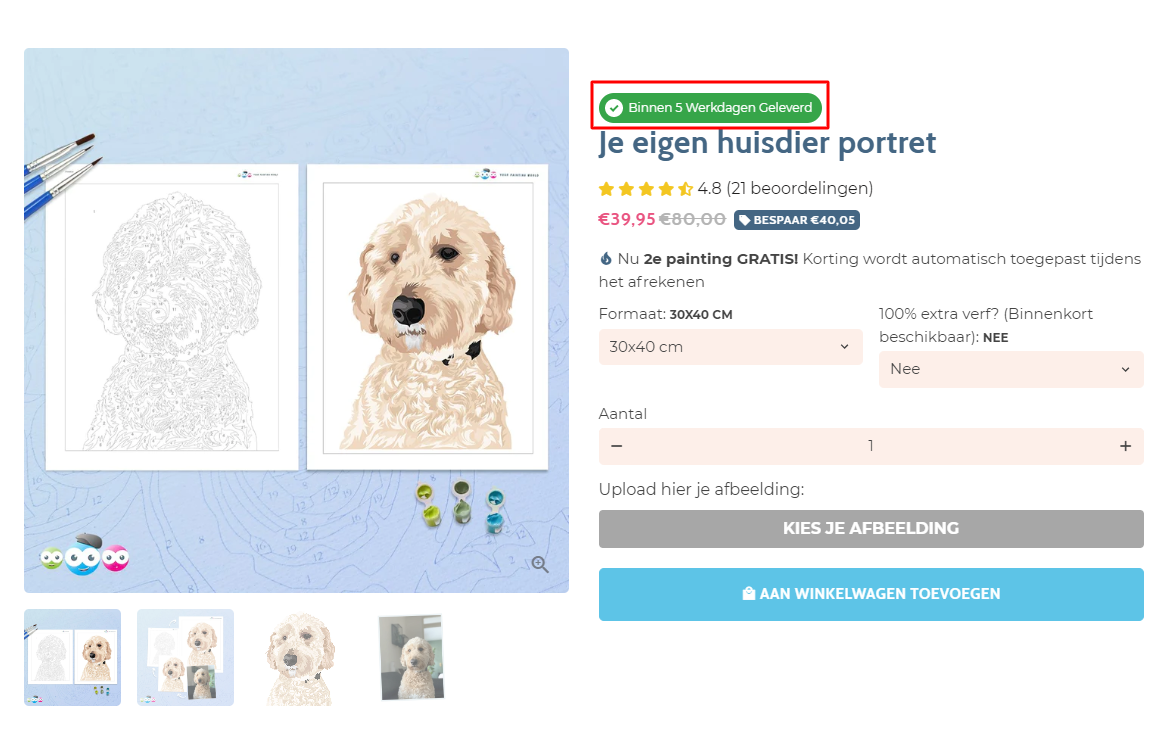 Binnen 5 Werkdagen Geleverd
Je eigen huisdier portret
4.8 (21 beoordelingen)
€39,95 €80,00 BESPAAR €40,05
Nu 2e painting GRATIS! Korting wordt automatisch toegepast tijdens
het afrekenen
Formaat: 30X40 CM
30x40 cm
100% extra verf? (Binnenkort
beschikbaar): NEE
Nee
Aantal
− 1 +
Upload hier je afbeelding:
KIES JE AFBEELDING
AAN WINKELWAGEN TOEVOEGEN